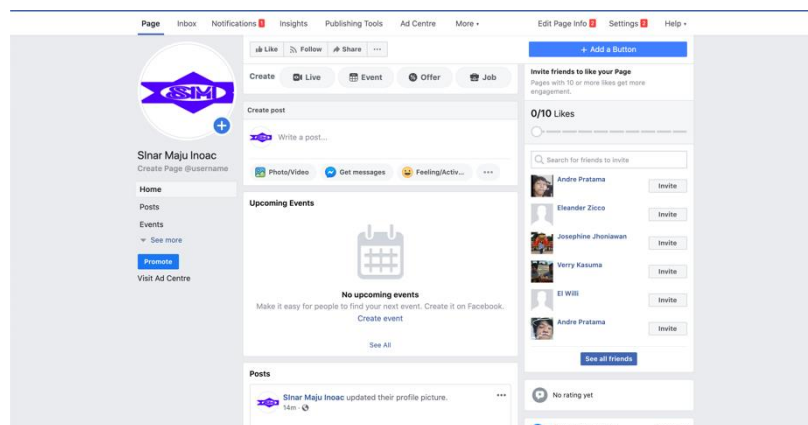 Page Inbox Notifications 1 Insights Publishing Tools Ad Centre More Edit Page Info 2 Settings 2 Help
SIM
SInar Maju Inoac
Create Page @username
Home
Posts
Events
See more
Promote
Visit Ad Centre
Like Follow Share ...
Create Live Event Offer Job
Create post
Write a post...
Photo/Video Get messages Feeling/Activ... ...
Upcoming Events
No upcoming events
Make it easy for people to find your next event. Create it on Facebook.
Create event
See All
Posts
SInar Maju Inoac updated their profile picture. ...
14m ·
+ Add a Button
Invite friends to like your Page
Pages with 10 or more likes get more
engagement.
0/10 Likes
Search for friends to invite
Andre Pratama Invite
Eleander Zicco Invite
Josephine Jhoniawan Invite
Verry Kasuma Invite
El Willi Invite
Andre Pratama Invite
See all friends
No rating yet